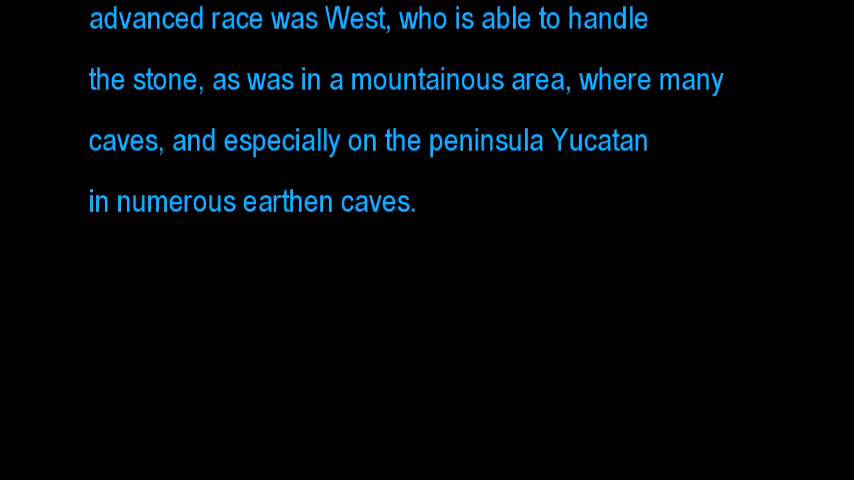 advanced race was West, who is able to handle
the stone, as was in a mountainous area, where many
caves, and especially on the peninsula Yucatan
in numerous earthen caves.